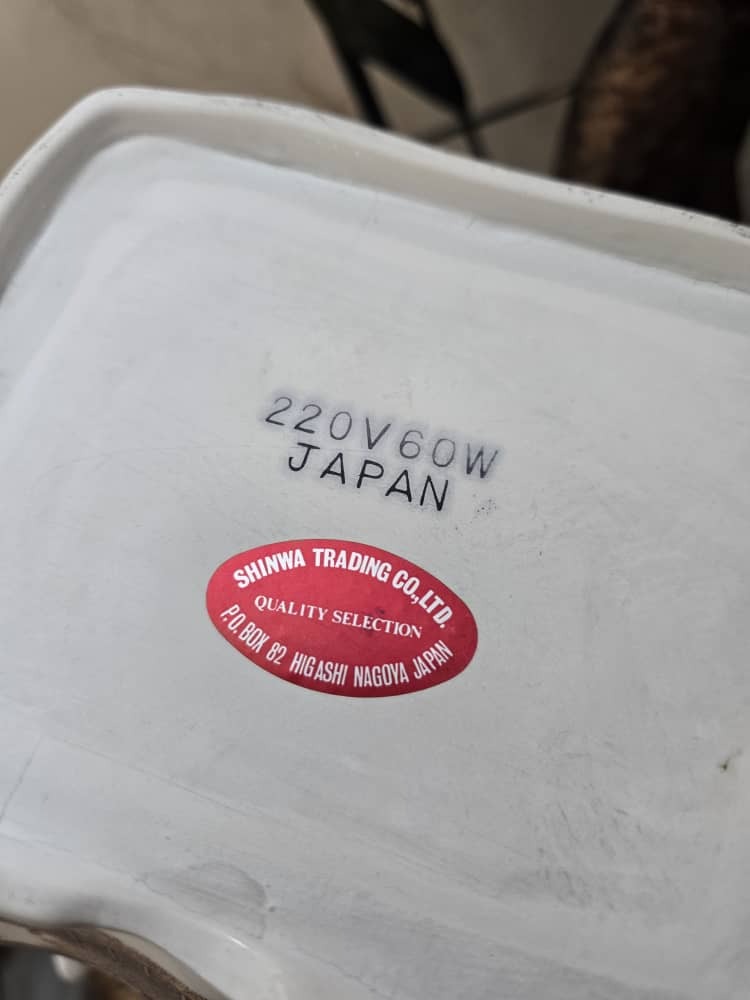 220V60W
JAPAN
SHINWA TRADING CO,.LTD.
QUALITY SELECTION
P.O.BOX 82 HIGASHI NAGOYA JAPAN